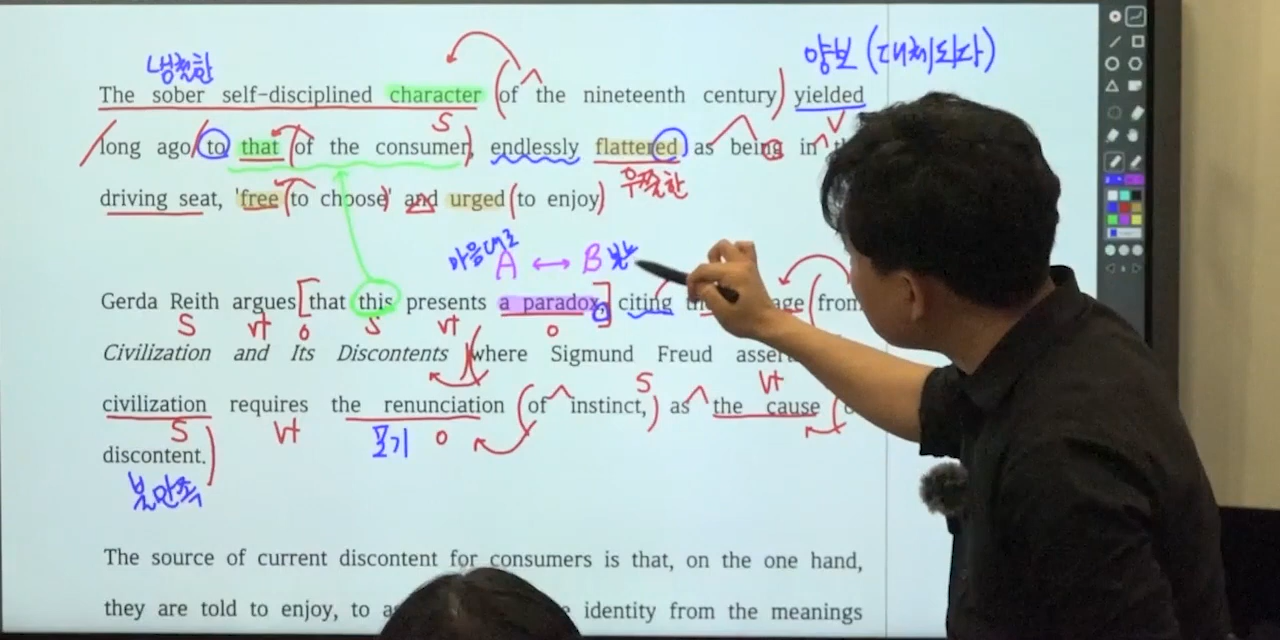 냉철한
양보 (대체되다)
The sober self-disciplined character (of the nineteenth century) yielded
S
V
long ago to that (of the consumer), endlessly flattered as being in
우쭐한
driving seat, 'free (to choose)' and urged (to enjoy)
마음대로 A ↔ B
Gerda Reith argues [that this presents a paradox,] citing (from
S vt O S vt O
Civilization and Its Discontents (where Sigmund Freud
S vt
civilization requires the renunciation (of instinct,) as the cause
S vt 포기 O
discontent.)
불만족
The source of current discontent for consumers is that, on the one hand,
they are told to enjoy, to identity from the meanings